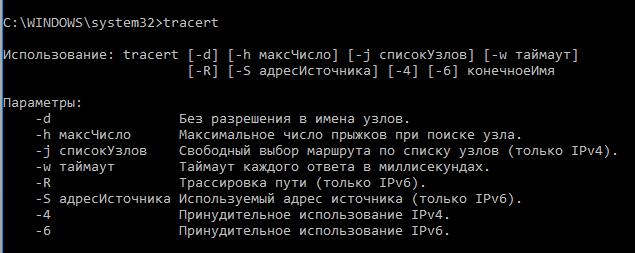 C:\WINDOWS\system32>tracert
Использование: tracert [-d] [-h максЧисло] [-j списокУзлов] [-w таймаут]
[-R] [-S адресИсточника] [-4] [-6] конечноеИмя
Параметры:
-d Без разрешения в имена узлов.
-h максЧисло Максимальное число прыжков при поиске узла.
-j списокУзлов Свободный выбор маршрута по списку узлов (только IPv4).
-w таймаут Таймаут каждого ответа в миллисекундах.
-R Трассировка пути (только IPv6).
-S адресИсточника Используемый адрес источника (только IPv6).
-4 Принудительное использование IPv4.
-6 Принудительное использование IPv6.